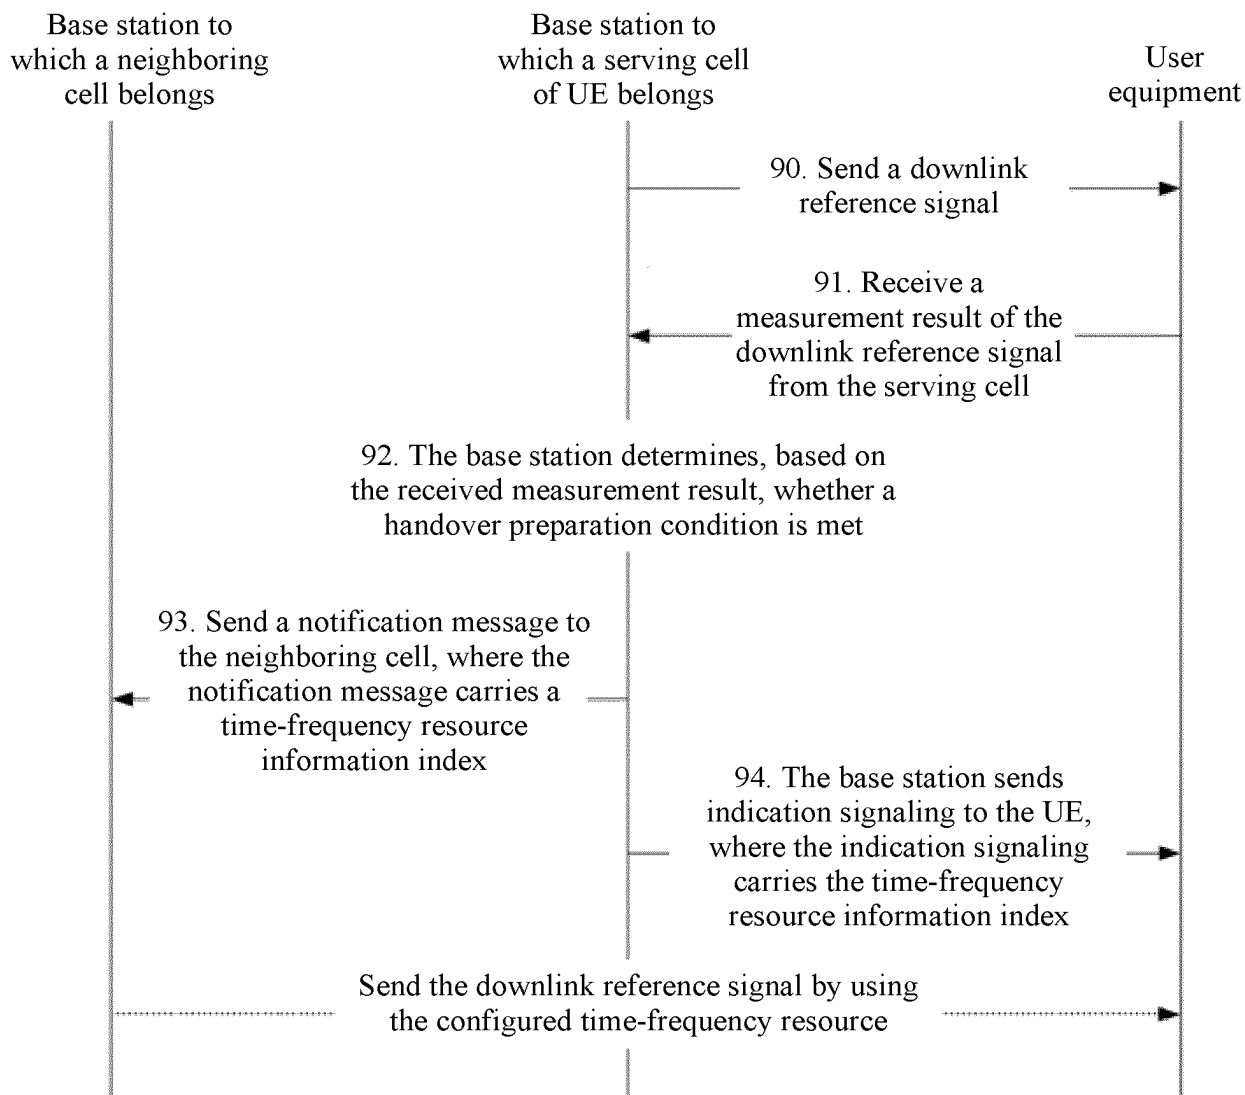 Base station to
which a neighboring
cell belongs
Base station to
which a serving cell
of UE belongs
User
equipment
90. Send a downlink
reference signal
91. Receive a
measurement result of the
downlink reference signal
from the serving cell
92. The base station determines, based on
the received measurement result, whether a
handover preparation condition is met
93. Send a notification message to
the neighboring cell, where the
notification message carries a
time-frequency resource
information index
94. The base station sends
indication signaling to the UE,
where the indication signaling
carries the time-frequency
resource information index
Send the downlink reference signal by using
the configured time-frequency resource